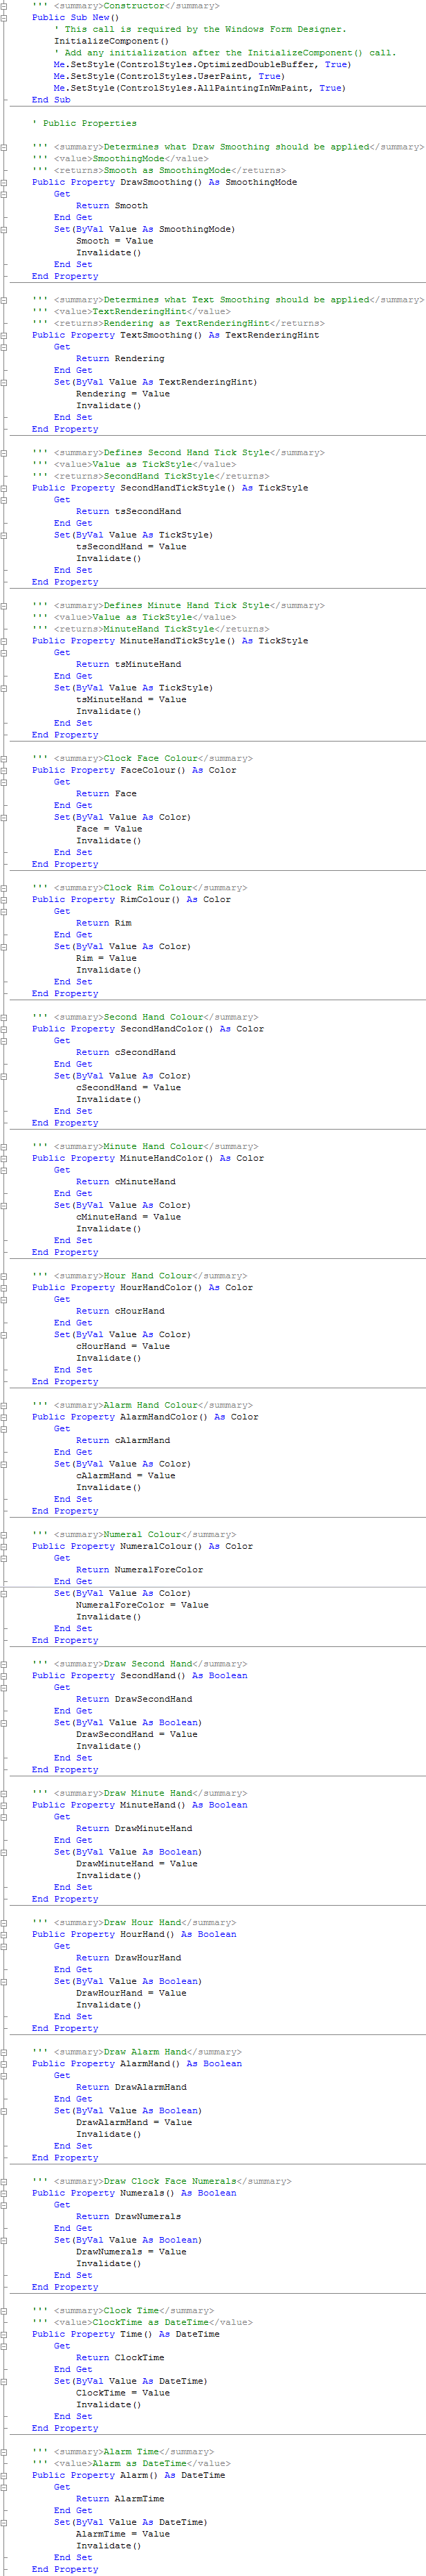 ''' <summary>Constructor</summary>
Public Sub New()
' This call is required by the Windows Form Designer.
InitializeComponent()
' Add any initialization after the InitializeComponent() call.
Me.SetStyle(ControlStyles.OptimizedDoubleBuffer, True)
Me.SetStyle(ControlStyles.UserPaint, True)
Me.SetStyle(ControlStyles.AllPaintingInWmPaint, True)
End Sub
' Public Properties
''' <summary>Determines what Draw Smoothing should be applied</summary>
''' <value>SmoothingMode</value>
''' <returns>Smooth as SmoothingMode</returns>
Public Property DrawSmoothing() As SmoothingMode
Get
Return Smooth
End Get
Set(ByVal Value As SmoothingMode)
Smooth = Value
Invalidate()
End Set
End Property
''' <summary>Determines what Text Smoothing should be applied</summary>
''' <value>TextRenderingHint</value>
''' <returns>Rendering as TextRenderingHint</returns>
Public Property TextSmoothing() As TextRenderingHint
Get
Return Rendering
End Get
Set(ByVal Value As TextRenderingHint)
Rendering = Value
Invalidate()
End Set
End Property
''' <summary>Defines Second Hand Tick Style</summary>
''' <value>Value as TickStyle</value>
''' <returns>SecondHand TickStyle</returns>
Public Property SecondHandTickStyle() As TickStyle
Get
Return tsSecondHand
End Get
Set(ByVal Value As TickStyle)
tsSecondHand = Value
Invalidate()
End Set
End Property
''' <summary>Defines Minute Hand Tick Style</summary>
''' <value>Value as TickStyle</value>
''' <returns>MinuteHand TickStyle</returns>
Public Property MinuteHandTickStyle() As TickStyle
Get
Return tsMinuteHand
End Get
Set(ByVal Value As TickStyle)
tsMinuteHand = Value
Invalidate()
End Set
End Property
''' <summary>Clock Face Colour</summary>
Public Property FaceColour() As Color
Get
Return Face
End Get
Set(ByVal Value As Color)
Face = Value
Invalidate()
End Set
End Property
''' <summary>Clock Rim Colour</summary>
Public Property RimColour() As Color
Get
Return Rim
End Get
Set(ByVal Value As Color)
Rim = Value
Invalidate()
End Set
End Property
''' <summary>Second Hand Colour</summary>
Public Property SecondHandColor() As Color
Get
Return cSecondHand
End Get
Set(ByVal Value As Color)
cSecondHand = Value
Invalidate()
End Set
End Property
''' <summary>Minute Hand Colour</summary>
Public Property MinuteHandColor() As Color
Get
Return cMinuteHand
End Get
Set(ByVal Value As Color)
cMinuteHand = Value
Invalidate()
End Set
End Property
''' <summary>Hour Hand Colour</summary>
Public Property HourHandColor() As Color
Get
Return cHourHand
End Get
Set(ByVal Value As Color)
cHourHand = Value
Invalidate()
End Set
End Property
''' <summary>Alarm Hand Colour</summary>
Public Property AlarmHandColor() As Color
Get
Return cAlarmHand
End Get
Set(ByVal Value As Color)
cAlarmHand = Value
Invalidate()
End Set
End Property
''' <summary>Numeral Colour</summary>
Public Property NumeralColour() As Color
Get
Return NumeralForeColor
End Get
Set(ByVal Value As Color)
NumeralForeColor = Value
Invalidate()
End Set
End Property
''' <summary>Draw Second Hand</summary>
Public Property SecondHand() As Boolean
Get
Return DrawSecondHand
End Get
Set(ByVal Value As Boolean)
DrawSecondHand = Value
Invalidate()
End Set
End Property
''' <summary>Draw Minute Hand</summary>
Public Property MinuteHand() As Boolean
Get
Return DrawMinuteHand
End Get
Set(ByVal Value As Boolean)
DrawMinuteHand = Value
Invalidate()
End Set
End Property
''' <summary>Draw Hour Hand</summary>
Public Property HourHand() As Boolean
Get
Return DrawHourHand
End Get
Set(ByVal Value As Boolean)
DrawHourHand = Value
Invalidate()
End Set
End Property
''' <summary>Draw Alarm Hand</summary>
Public Property AlarmHand() As Boolean
Get
Return DrawAlarmHand
End Get
Set(ByVal Value As Boolean)
DrawAlarmHand = Value
Invalidate()
End Set
End Property
''' <summary>Draw Clock Face Numerals</summary>
Public Property Numerals() As Boolean
Get
Return DrawNumerals
End Get
Set(ByVal Value As Boolean)
DrawNumerals = Value
Invalidate()
End Set
End Property
''' <summary>Clock Time</summary>
''' <value>ClockTime as DateTime</value>
Public Property Time() As DateTime
Get
Return ClockTime
End Get
Set(ByVal Value As DateTime)
ClockTime = Value
Invalidate()
End Set
End Property
''' <summary>Alarm Time</summary>
''' <value>Alarm as DateTime</value>
Public Property Alarm() As DateTime
Get
Return AlarmTime
End Get
Set(ByVal Value As DateTime)
AlarmTime = Value
Invalidate()
End Set
End Property